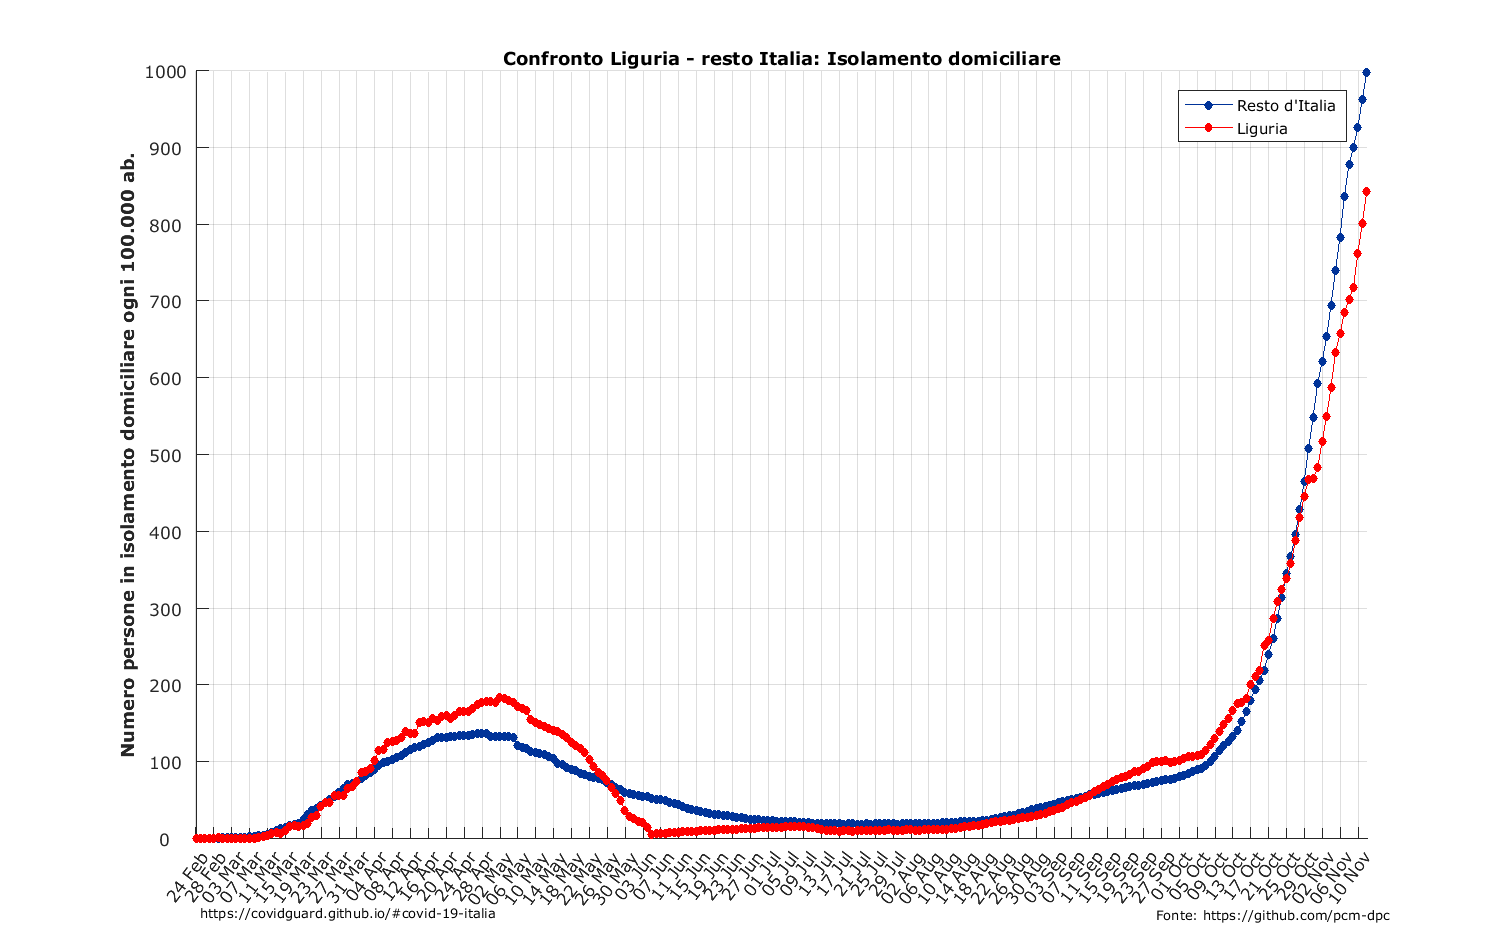 Confronto Liguria - resto Italia: Isolamento domiciliare
Numero persone in isolamento domiciliare ogni 100.000 ab.
1000
900
800
700
600
500
400
300
200
100
0
Resto d'Italia
Liguria
24 Feb
28 Feb
03 Mar
07 Mar
11 Mar
15 Mar
19 Mar
23 Mar
27 Mar
31 Mar
04 Apr
08 Apr
12 Apr
16 Apr
20 Apr
24 Apr
28 Apr
02 May
06 May
10 May
14 May
18 May
22 May
26 May
30 May
03 Jun
07 Jun
11 Jun
15 Jun
19 Jun
23 Jun
27 Jun
01 Jul
05 Jul
09 Jul
13 Jul
17 Jul
21 Jul
25 Jul
29 Jul
02 Aug
06 Aug
10 Aug
14 Aug
18 Aug
22 Aug
26 Aug
30 Aug
03 Sep
07 Sep
11 Sep
15 Sep
19 Sep
23 Sep
27 Sep
01 Oct
05 Oct
09 Oct
13 Oct
17 Oct
21 Oct
25 Oct
29 Oct
02 Nov
06 Nov
10 Nov
https://covidguard.github.io/#covid-19-italia
Fonte: https://github.com/pcm-dpc